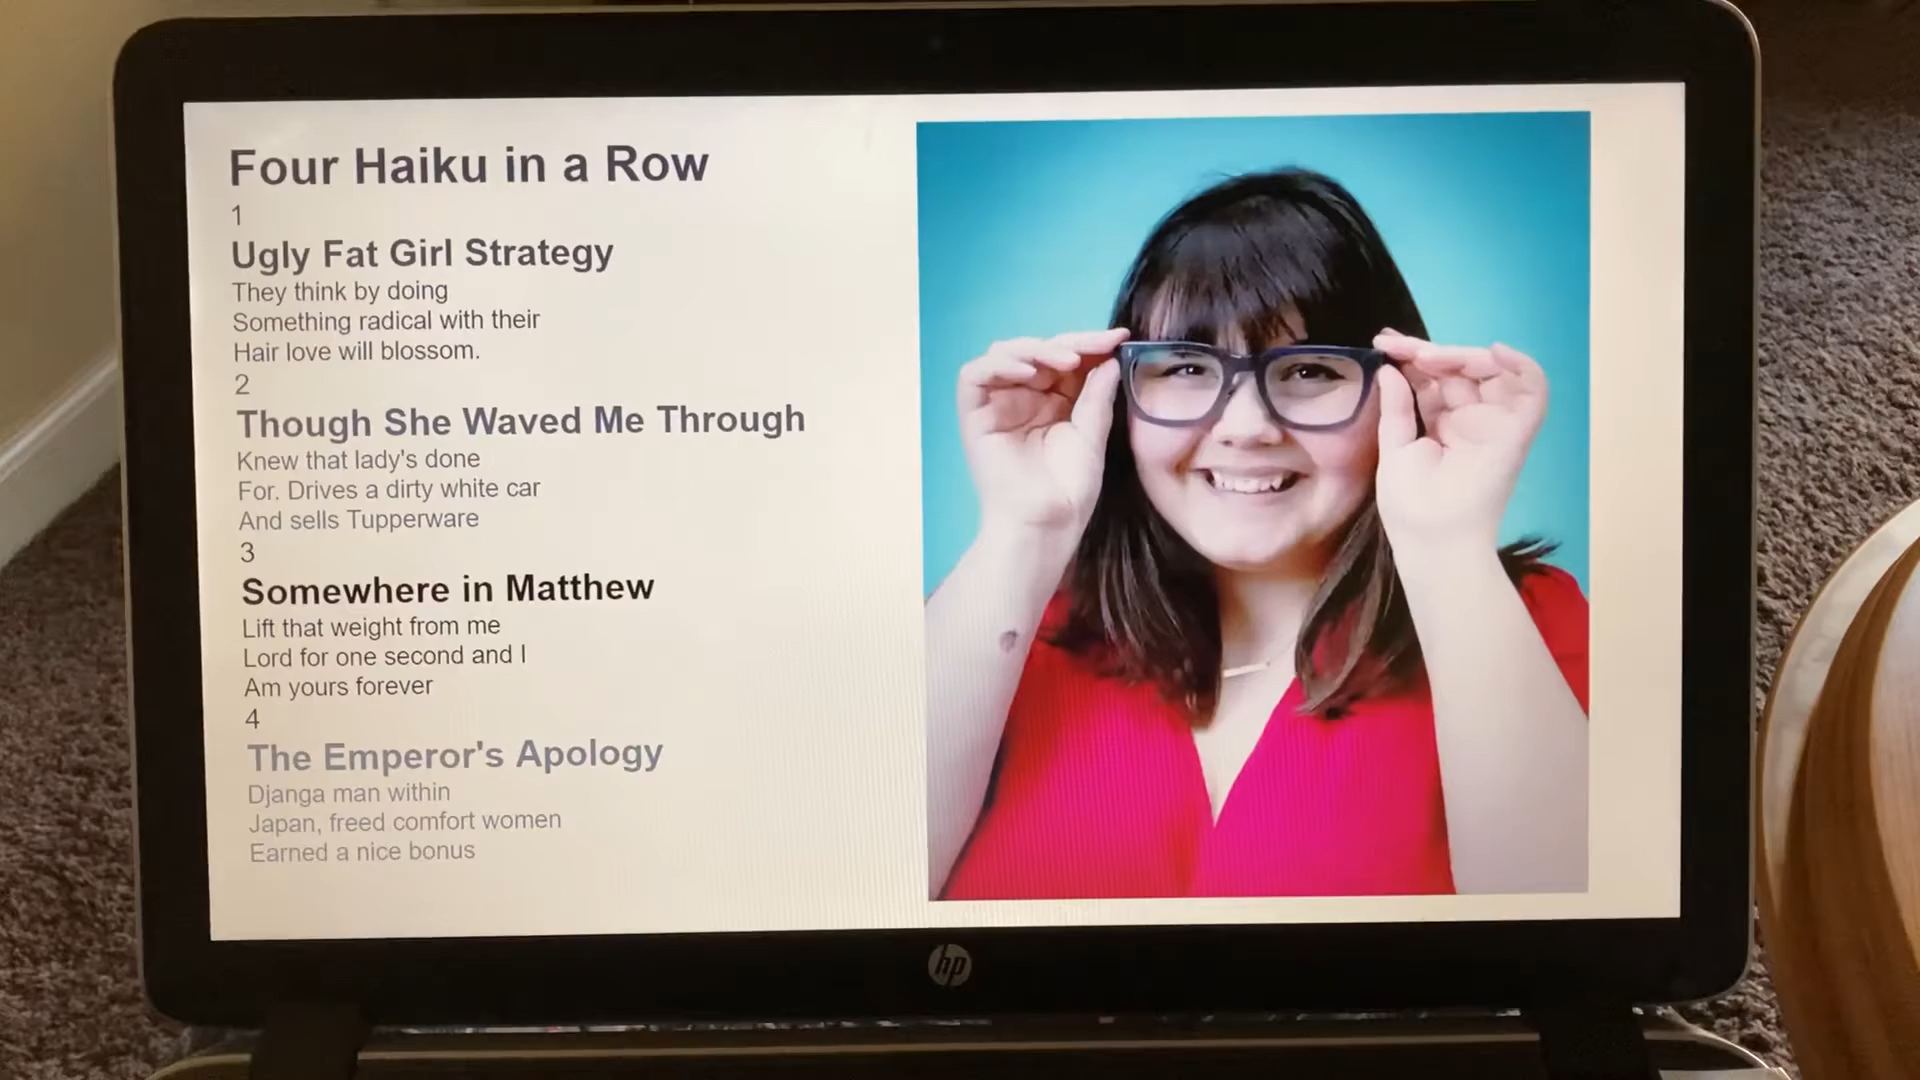 Four Haiku in a Row
1
Ugly Fat Girl Strategy
They think by doing
Something radical with their
Hair love will blossom.
2
Though She Waved Me Through
Knew that lady's done
For. Drives a dirty white car
And sells Tupperware
3
Somewhere in Matthew
Lift that weight from me
Lord for one second and I
Am yours forever
4
The Emperor's Apology
Djanga man within
Japan, freed comfort women
Earned a nice bonus
hp